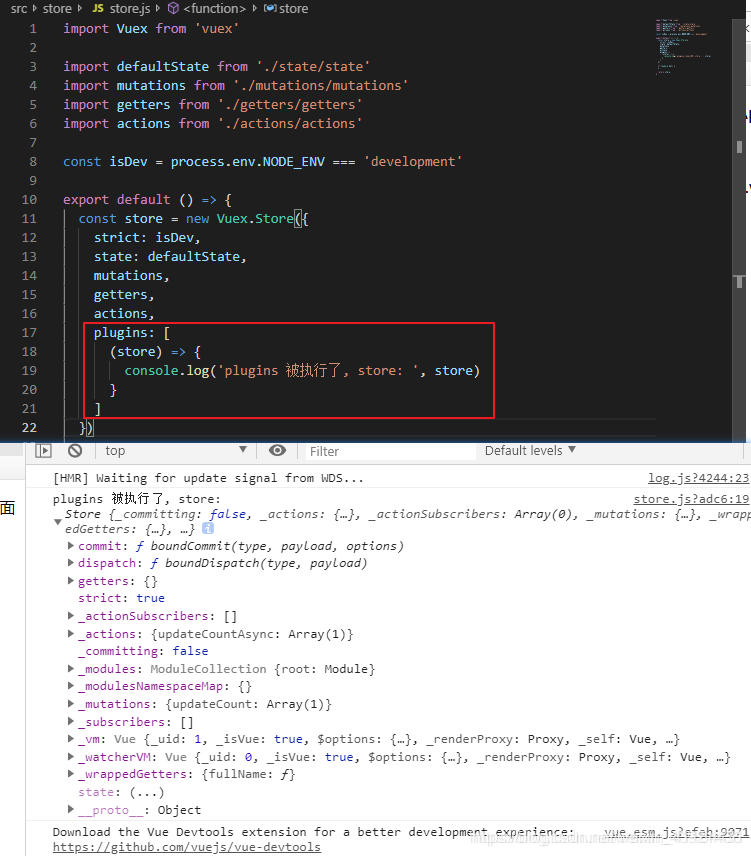 src > store > JS store.js > <function> > store
1 import Vuex from 'vuex'
2
3 import defaultState from './state/state'
4 import mutations from './mutations/mutations'
5 import getters from './getters/getters'
6 import actions from './actions/actions'
7
8 const isDev = process.env.NODE_ENV === 'development'
9
10 export default () => {
11 const store = new Vuex.Store({
12 strict: isDev,
13 state: defaultState,
14 mutations,
15 getters,
16 actions,
17 plugins: [
18 (store) => {
19 console.log('plugins 被执行了, store: ', store)
20 }
21 ]
22 })
top Filter Default levels
[HMR] Waiting for update signal from WDS... log.js?4244:23
面
plugins 被执行了, store: store.js?adc6:19
Store {_committing: false, _actions: {…}, _actionSubscribers: Array(0), _mutations: {…}, _wrapp
edGetters: {…}, …}
commit: ƒ boundCommit(type, payload, options)
dispatch: ƒ boundDispatch(type, payload)
getters: {}
strict: true
_actionSubscribers: []
_actions: {updateCountAsync: Array(1)}
_committing: false
_modules: ModuleCollection {root: Module}
_modulesNamespaceMap: {}
_mutations: {updateCount: Array(1)}
_subscribers: []
_vm: Vue {_uid: 1, _isVue: true, $options: {…}, _renderProxy: Proxy, _self: Vue, …}
_watcherVM: Vue {_uid: 0, _isVue: true, $options: {…}, _renderProxy: Proxy, _self: Vue, …}
_wrappedGetters: {fullName: ƒ}
state: (...)
__proto__: Object
Download the Vue Devtools extension for a better development experience: vue.esm.js?efeb:9071
https://github.com/vuejs/vue-devtools